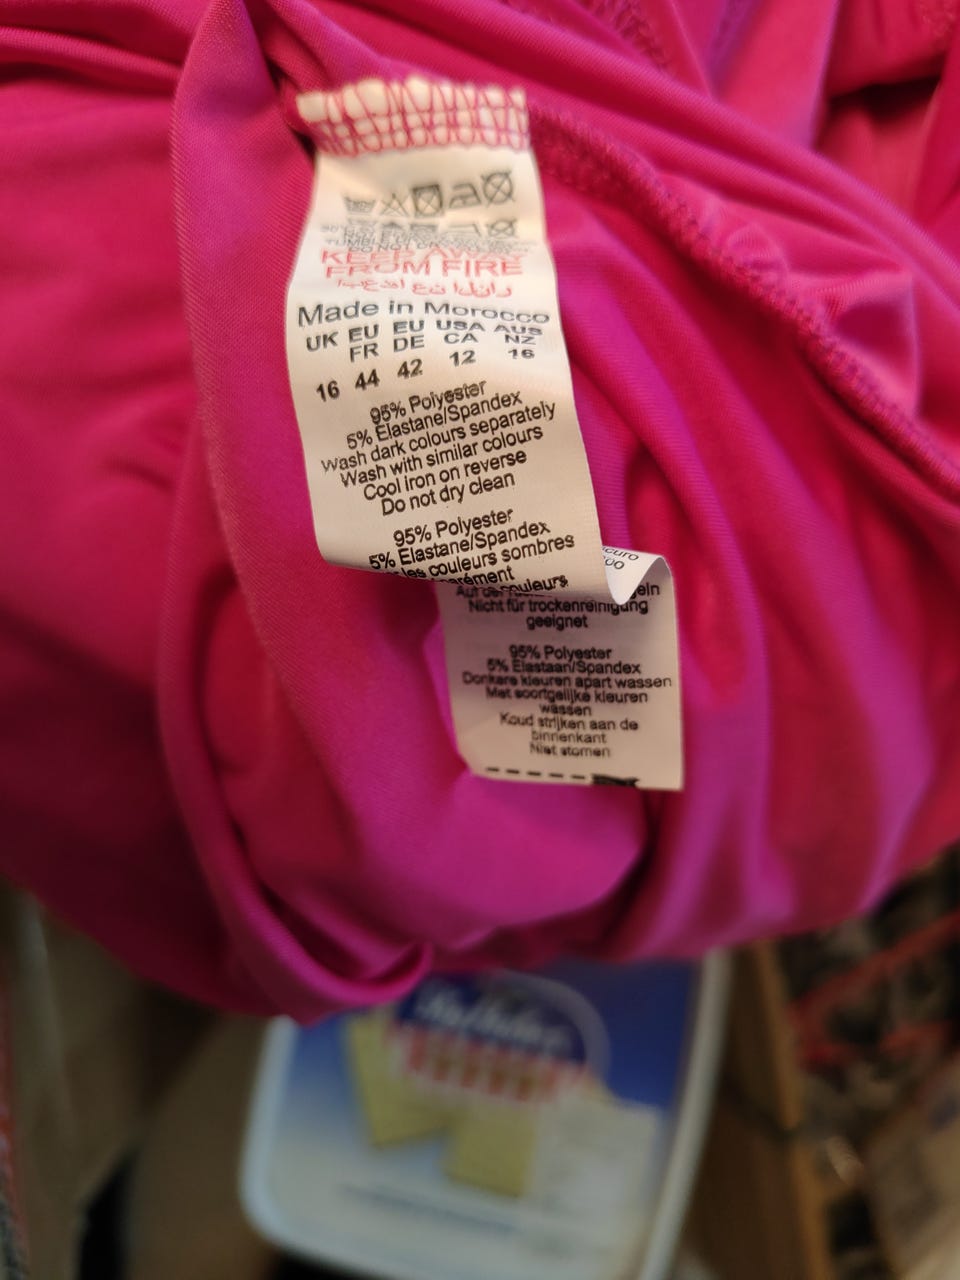 KEEP AWAY
FROM FIRE
Made in Morocco
UK EU EU USA AUS
FR DE CA NZ
16 44 42 12 16
95% Polyester
5% Elastane/Spandex
Wash dark colours separately
Wash with similar colours
Cool iron on reverse
Do not dry clean
95% Polyester
5% Elastane/Spandex
les couleurs sombres
Nicht für trockenreinigung
geeignet
95% Polyester
5% Elastaan/Spandex
Donkere kleuren apart wassen
Met soortgelijke kleuren
wassen
Koud strijken aan de
binnenkant
Niet stomen